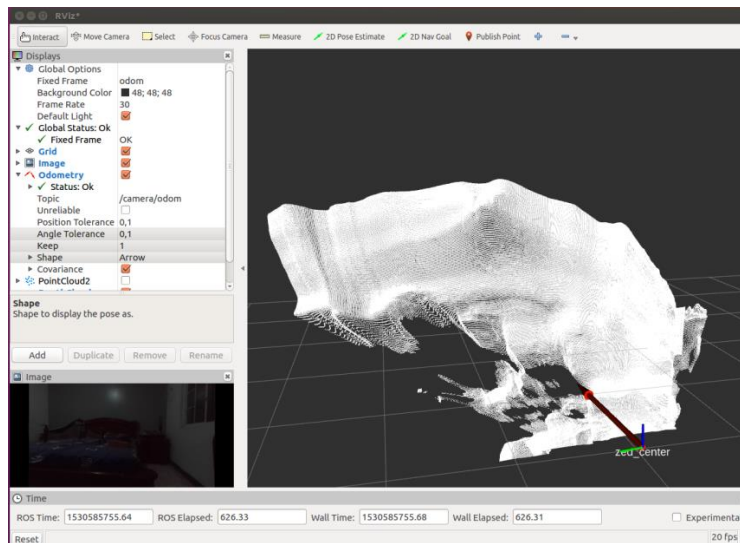 RViz*
Interact Move Camera Select Focus Camera Measure 2D Pose Estimate 2D Nav Goal Publish Point
Displays
Global Options
Fixed Frame odom
Background Color 48; 48; 48
Frame Rate 30
Default Light
Global Status: Ok
Fixed Frame OK
Grid
Image
Odometry
Status: Ok
Topic /camera/odom
Unreliable
Position Tolerance 0,1
Angle Tolerance 0,1
Keep 1
Shape Arrow
Covariance
PointCloud2
Shape
Shape to display the pose as.
Add Duplicate Remove Rename
Image
zed_center
Time
ROS Time: 1530585755.64 ROS Elapsed: 626.33 Wall Time: 1530585755.68 Wall Elapsed: 626.31 Experimenta
Reset 20 fps